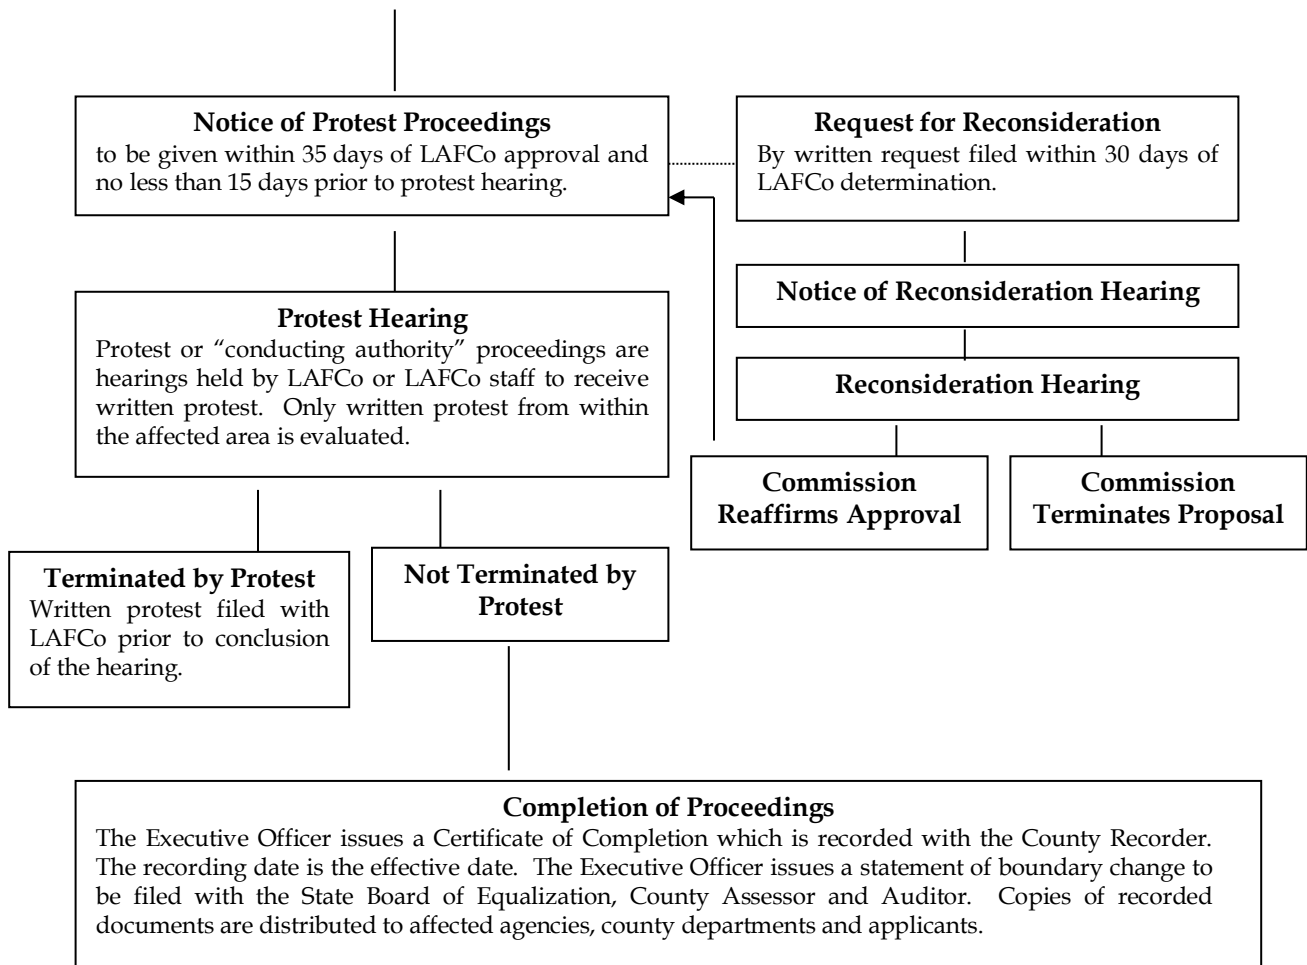 Notice of Protest Proceedings
to be given within 35 days of LAFCo approval and
no less than 15 days prior to protest hearing.
Request for Reconsideration
By written request filed within 30 days of
LAFCo determination.
Notice of Reconsideration Hearing
Protest Hearing
Protest or “conducting authority” proceedings are
hearings held by LAFCo or LAFCo staff to receive
written protest.  Only written protest from within
the affected area is evaluated.
Reconsideration Hearing
Commission
Reaffirms Approval
Commission
Terminates Proposal
Terminated by Protest
Written protest filed with
LAFCo prior to conclusion
of the hearing.
Not Terminated by
Protest
Completion of Proceedings
The Executive Officer issues a Certificate of Completion which is recorded with the County Recorder.
The recording date is the effective date.  The Executive Officer issues a statement of boundary change to
be filed with the State Board of Equalization, County Assessor and Auditor.  Copies of recorded
documents are distributed to affected agencies, county departments and applicants.